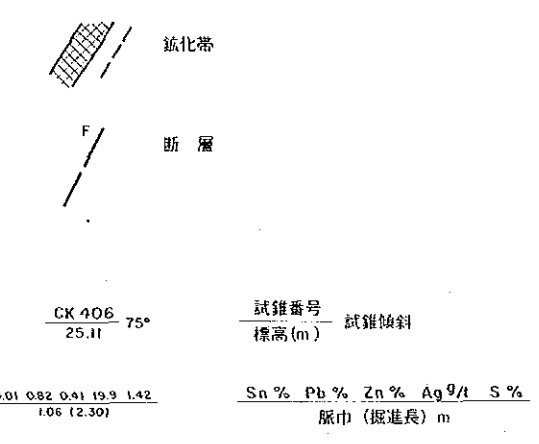 鉱化帯
F
断層
CK 406 75°
25.11
試錐番号 試錐傾斜
標高(m)
.01 0.82 0.41 19.9 1.42
1.06 (2.30)
Sn % Pb % Zn % Ag g/t S %
脈巾 (掘進長) m